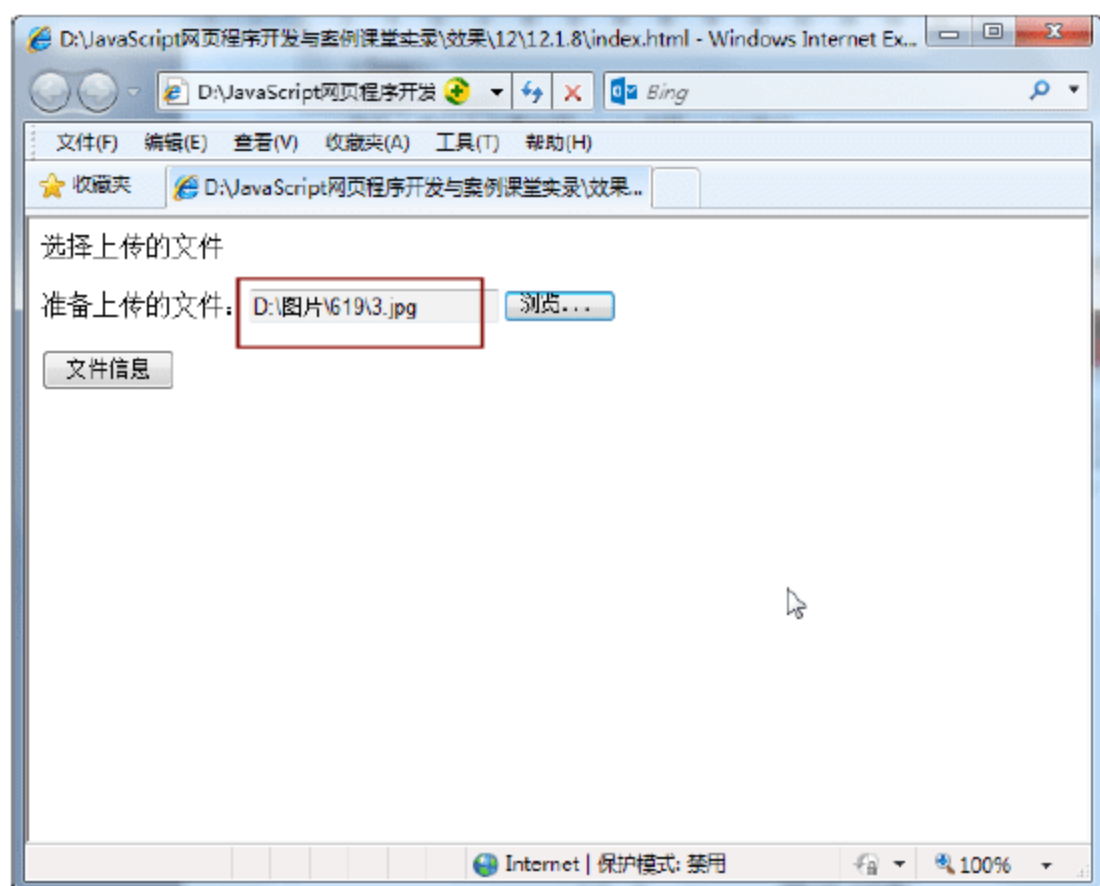 D:\JavaScript网页程序开发与案例课堂实录\效果\12\12.1.8\index.html - Windows Internet Ex...
D:\JavaScript网页程序开发 Bing
文件(F) 编辑(E) 查看(V) 收藏夹(A) 工具(T) 帮助(H)
收藏夹 D:\JavaScript网页程序开发与案例课堂实录\效果...
选择上传的文件
准备上传的文件: D:\图片\619\3.jpg 浏览...
文件信息
Internet | 保护模式: 禁用 100%